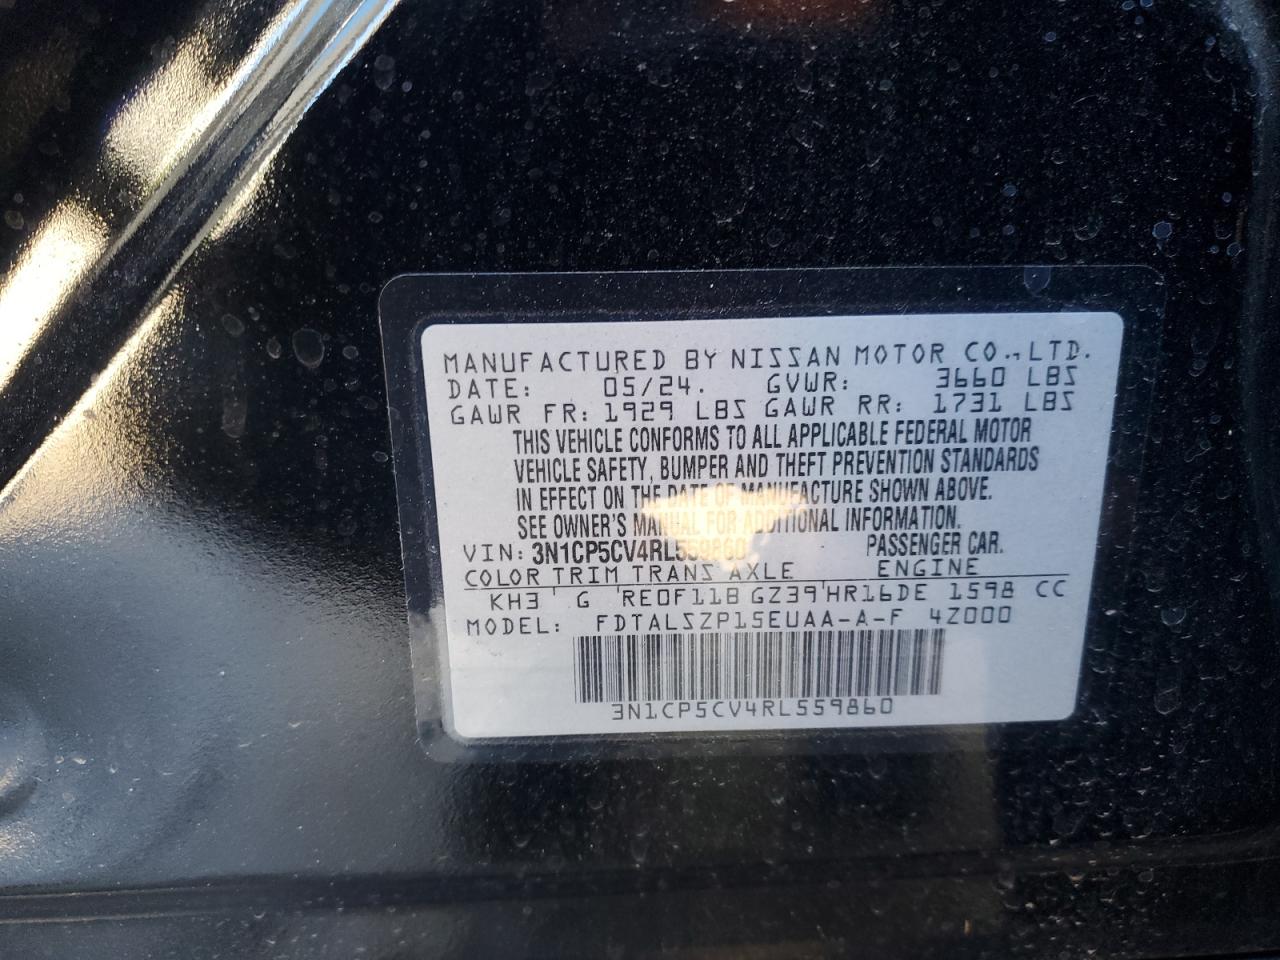 MANUFACTURED BY NISSAN MOTOR CO.,LTD.
DATE: 05/24. GVWR: 3660 LBS
GAWR FR: 1929 LBS GAWR RR: 1731 LBS
THIS VEHICLE CONFORMS TO ALL APPLICABLE FEDERAL MOTOR
VEHICLE SAFETY, BUMPER AND THEFT PREVENTION STANDARDS
IN EFFECT ON THE DATE OF MANUFACTURE SHOWN ABOVE.
SEE OWNER'S MANUAL FOR ADDITIONAL INFORMATION.
VIN: 3N1CP5CV4RL559860 PASSENGER CAR.
COLOR TRIM TRANS AXLE ENGINE
KH3 G RE0F11B GZ39 HR16DE 1598 CC
MODEL: FDTALSZP15EUAA-A-F 4Z000
3N1CP5CV4RL559860